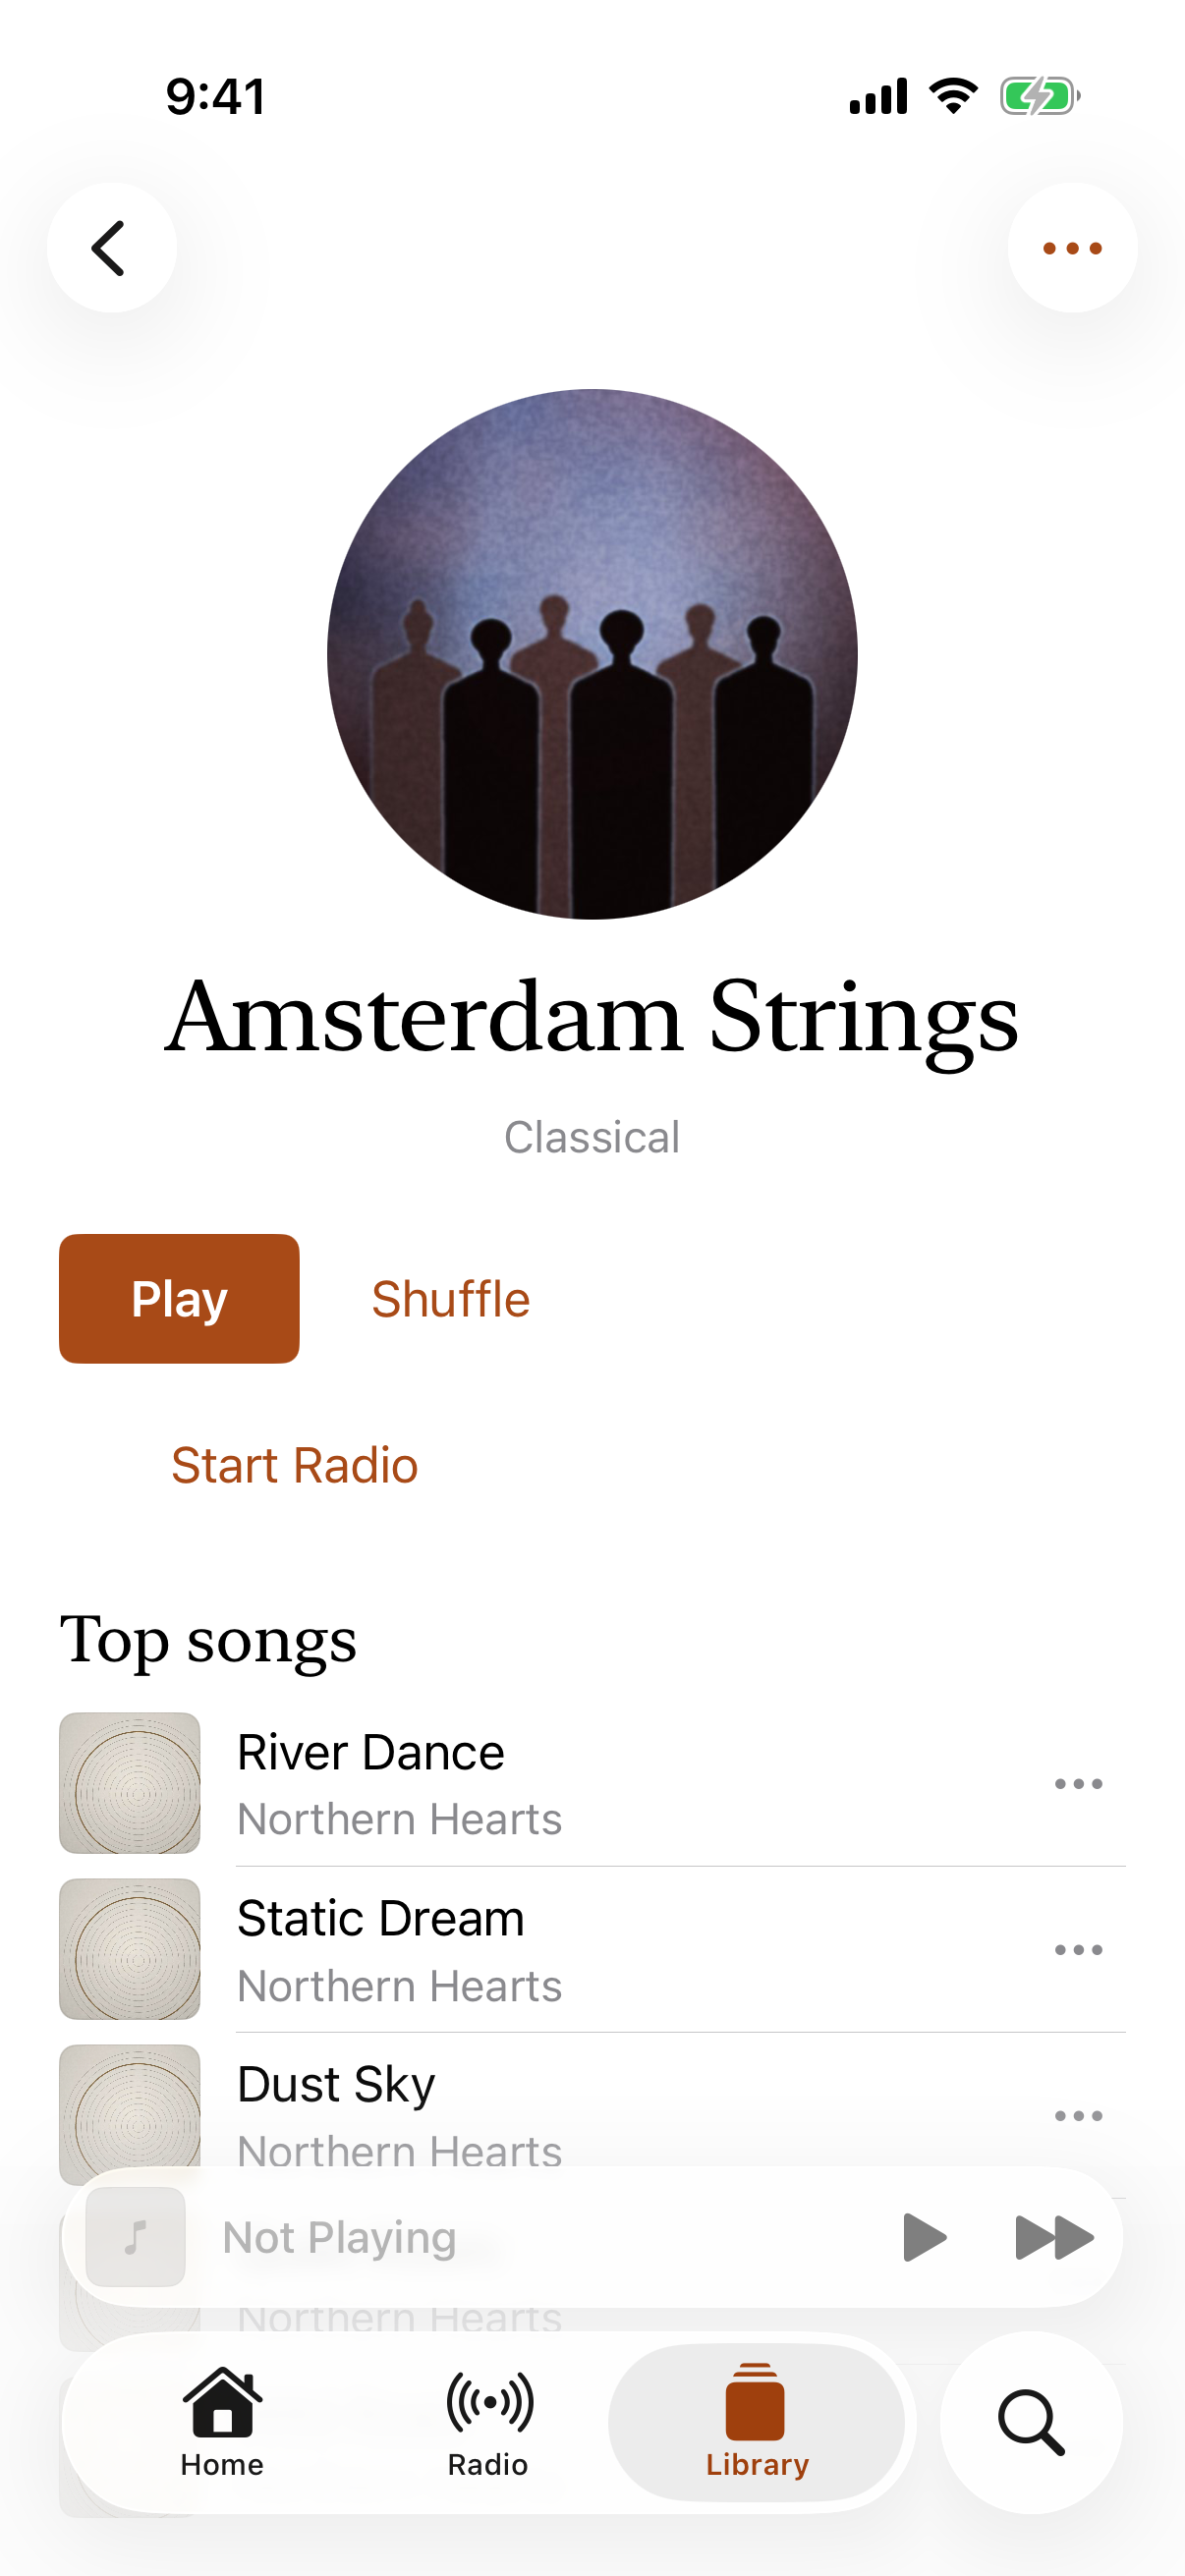 9:41
Amsterdam Strings
Classical
Play
Shuffle
Start Radio
Top songs
River Dance
Northern Hearts
Static Dream
Northern Hearts
Dust Sky
Northern Hearts
Not Playing
Northern Hearts
Home
Radio
Library